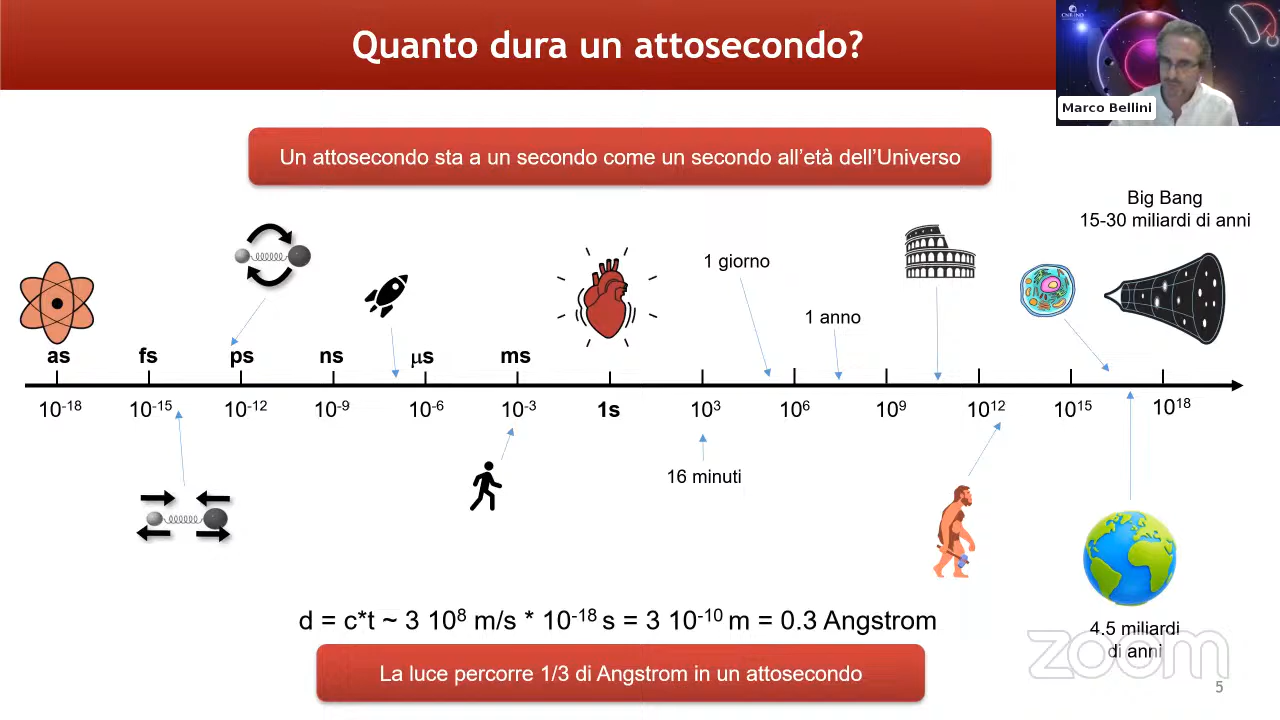 Quanto dura un attosecondo?
CNR-INO
Marco Bellini
Un attosecondo sta a un secondo come un secondo all'età dell'Universo
Big Bang
15-30 miliardi di anni
1 giorno
1 anno
as fs ps ns μs ms
10⁻¹⁸ 10⁻¹⁵ 10⁻¹² 10⁻⁹ 10⁻⁶ 10⁻³ 1s 10³ 10⁶ 10⁹ 10¹² 10¹⁵ 10¹⁸
16 minuti
d = c*t ~ 3 10⁸ m/s * 10⁻¹⁸ s = 3 10⁻¹⁰ m = 0.3 Angstrom
4.5 miliardi
di anni
zoom
La luce percorre 1/3 di Angstrom in un attosecondo
5